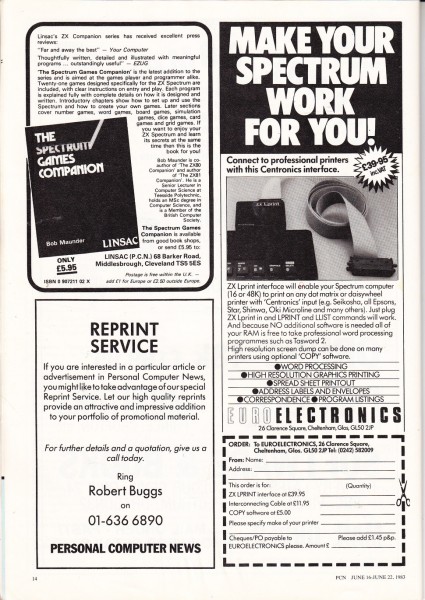 Linsac's ZX Companion series has received excellent press
reviews:
"Far and away the best" — Your Computer
Thoughtfully written, detailed and illustrated with meaningful
programs ... outstandingly useful" — EZUG
'The Spectrum Games Companion' is the latest addition to the
series and is aimed at the games player and programmer alike.
Twenty-one games designed specifically for the ZX Spectrum are
included, with clear instructions on entry and play. Each program
is explained fully with complete details on how it is designed and
written. Introductory chapters show how to set up and use the
Spectrum and how to create your own games. Later sections
cover number games, word games, board games, simulation
games, dice games, card
games and grid games. If
you want to enjoy your
ZX Spectrum and learn
its secrets at the same
time than this is the
book for you!
Bob Maunder is co-
author of 'The ZX80
Companion' and author
of 'The ZX81
Companion'. He is a
Senior Lecturer in
Computer Science at
Teesside Polytechnic,
holds an MSc degree in
Computer Science, and
is a Member of the
British Computer
Society.
The Spectrum Games
Companion is available
from good book shops,
or send £5.95 to:
THE
SPECTRUM
GAMES
COMPANION
Bob Maunder
LINSAC
ONLY
£5.95
ISBN 0 907211 02 X
LINSAC (P.C.N.) 68 Barker Road,
Middlesbrough, Cleveland TS5 5ES
Postage is free within the U.K. —
add £1 for Europe or £2.50 outside Europe.
REPRINT
SERVICE
If you are interested in a particular article or
advertisement in Personal Computer News,
you might like to take advantage of our special
Reprint Service. Let our high quality reprints
provide an attractive and impressive addition
to your portfolio of promotional material.
For further details and a quotation, give us a
call today.
Ring
Robert Buggs
on
01-636 6890
PERSONAL COMPUTER NEWS
MAKE YOUR
SPECTRUM
WORK
FOR YOU!
Connect to professional printers
with this Centronics interface.
£39.95
inc. VAT
ZX LPRINT
ZX Lprint interface will enable your Spectrum computer
(16 or 48K) to print on any dot matrix or daisywheel
printer with 'Centronics' input (e.g. Seikosha, all Epsons,
Star, Shinwa, Oki Microline and many others). Just plug
ZX Lprint in and LPRINT and LLIST commands will work.
And because NO additional software is needed all of
your RAM is free to take professional word processing
programmes such as Tasword 2.
High resolution screen dump can be done on many
printers using optional 'COPY' software.
●WORD PROCESSING
●HIGH RESOLUTION GRAPHICS PRINTING
●SPREAD SHEET PRINTOUT
●ADDRESS LABELS AND ENVELOPES
●CORRESPONDENCE ●PROGRAM LISTINGS
EUROELECTRONICS
26 Clarence Square, Cheltenham, Glos, GL50 2JP
ORDER: To EUROELECTRONICS, 26 Clarence Square,
Cheltenham, Glos. GL50 2JP Tel: (0242) 582009
From: Name:
Address:
This order is for: (Quantity)
ZX LPRINT interface at £39.95
Interconnecting Cable at £11.95
COPY software at £5.00
Please specify make of your printer
Cheques/PO payable to Please add £1.45 p&p.
EUROELECTRONICS please. Amount £
14
PCN JUNE 16-JUNE 22, 1983